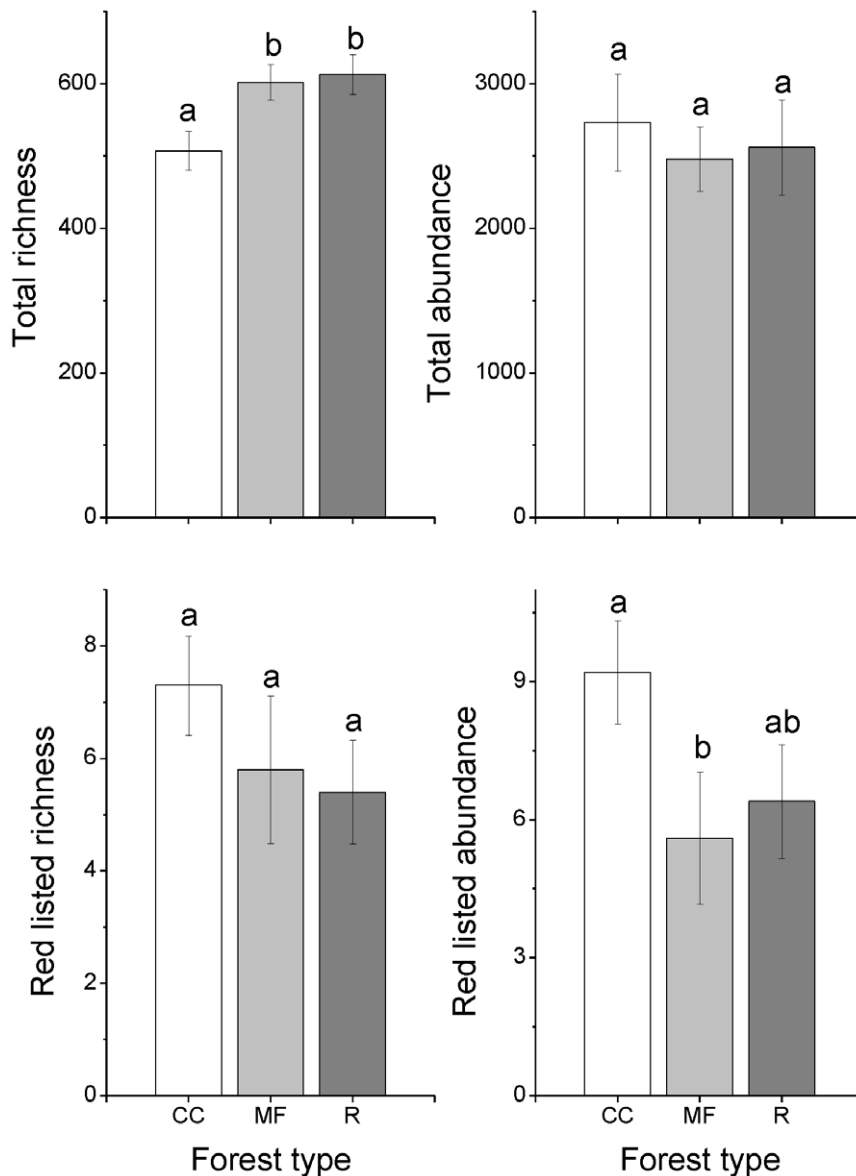 Total richness
600
400
200
0
a
b
b
Total abundance
3000
2000
1000
0
a
a
a
Red listed richness
8
6
4
2
0
a
a
a
CC MF R
Forest type
Red listed abundance
9
6
3
0
a
b
ab
CC MF R
Forest type